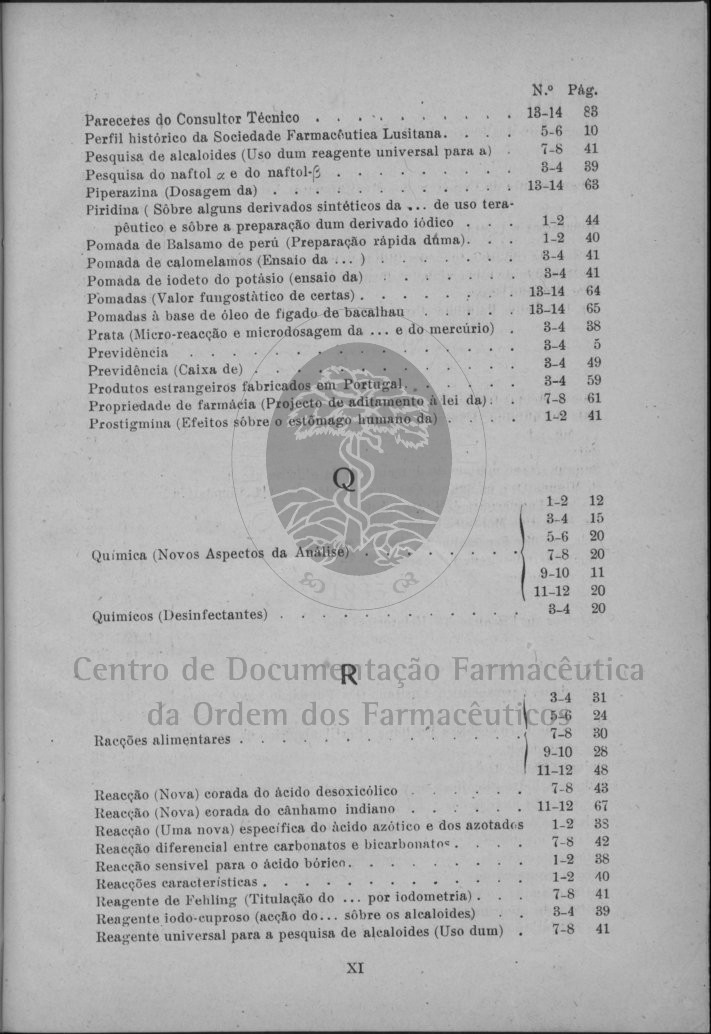 N.º Pág.
Pareceres do Consultor Técnico . . . . . . . . . . 13-14 83
Perfil histórico da Sociedade Farmacêutica Lusitana. . . . 5-6 10
Pesquisa de alcaloides (Uso dum reagente universal para a) . 7-8 41
Pesquisa do naftol α e do naftol-β . . . . . . . . . 3-4 39
Piperazina (Dosagem da) . . . . . . . . . . . . 13-14 63
Piridina ( Sôbre alguns derivados sintéticos da ... de uso tera-
pêutico e sôbre a preparação dum derivado iódico . . . 1-2 44
Pomada de Balsamo de perú (Preparação rápida dúma). . . 1-2 40
Pomada de calomelamos (Ensaio da ... ) . . . . . . . 3-4 41
Pomada de iodeto do potásio (ensaio da) . . . . . . . 3-4 41
Pomadas (Valor fungostàtico de certas) . . . . . . . . 13-14 64
Pomadas à base de óleo de fígado de bacalhau . . . . . 13-14 65
Prata (Micro-reacção e microdosagem da ... e do mercúrio) . 3-4 38
Previdência . . . . . . . . . . . . . . . 3-4 5
Previdência (Caixa de) . . . . . . . . . . . . . 3-4 49
Produtos estrangeiros fabricados em Portugal. . . . . . 3-4 59
Propriedade de farmácia (Projecto de aditamento à lei da). . 7-8 61
Prostigmina (Efeitos sôbre o estômago humano da) . . . . 1-2 41
Q
1-2 12
3-4 15
5-6 20
Química (Novos Aspectos da Análise) . . . . . . . . 7-8 20
9-10 11
11-12 20
Químicos (Desinfectantes) . . . . . . . . . . . . 3-4 20
Centro de Documentação Farmacêutica
R
3-4 31
da Ordem dos Farmacêuticos
5-6 24
7-8 30
Racções alimentares . . . . . . . . . . . . .
9-10 28
11-12 48
Reacção (Nova) corada do ácido desoxicólico . . . . . . 7-8 43
Reacção (Nova) corada do cânhamo indiano . . . . . . 11-12 67
Reacção (Uma nova) específica do àcido azótico e dos azotados 1-2 38
Reacção diferencial entre carbonatos e bicarbonatos . . . . 7-8 42
Reacção sensivel para o ácido bórico. . . . . . . . . 1-2 38
Reacções características . . . . . . . . . . . . . 1-2 40
Reagente de Fehling (Titulação do ... por iodometria) . . . 7-8 41
Reagente iodo-cuproso (acção do... sôbre os alcaloides) . . 3-4 39
Reagente universal para a pesquisa de alcaloides (Uso dum) . 7-8 41
XI